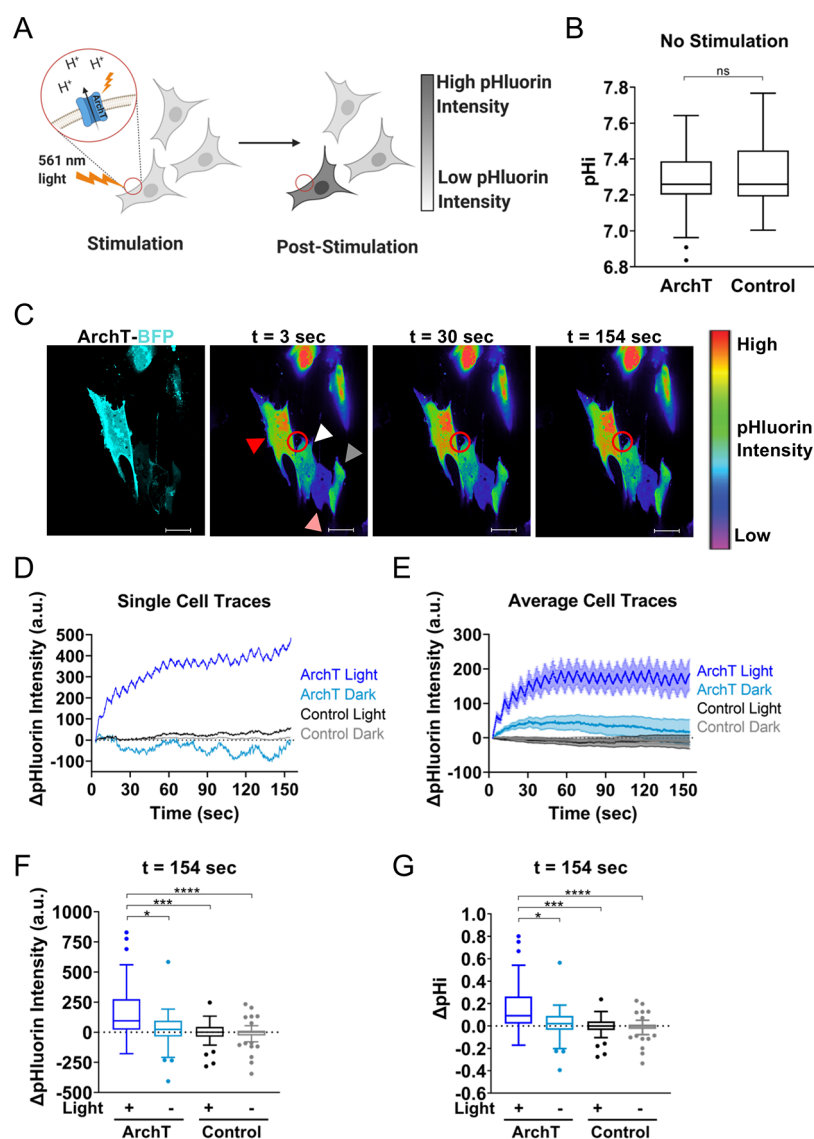 A
H⁺
H⁺
H⁺
H⁺
ArchT
561 nm
light
Stimulation
Post-Stimulation
High pHluorin
Intensity
Low pHluorin
Intensity
B
No Stimulation
ns
pHi
7.8
7.4
7.2
7.0
6.8
ArchT
Control
C
ArchT-BFP
t = 3 sec
t = 30 sec
t = 154 sec
High
pHluorin
Intensity
Low
D
Single Cell Traces
ΔpHluorin Intensity (a.u.)
500
400
300
200
100
0
-100
0
30
60
90
120
150
Time (sec)
ArchT Light
ArchT Dark
Control Light
Control Dark
E
Average Cell Traces
ΔpHluorin Intensity (a.u.)
300
200
100
0
-100
0
30
60
90
120
150
Time (sec)
ArchT Light
ArchT Dark
Control Light
Control Dark
F
t = 154 sec
****
***
*
ΔpHluorin Intensity (a.u.)
1000
750
500
250
0
-250
-500
Light + - + -
ArchT Control
G
t = 154 sec
****
***
*
ΔpHi
1.0
0.8
0.6
0.4
0.2
0.0
-0.2
-0.4
-0.6
Light + - + -
ArchT Control